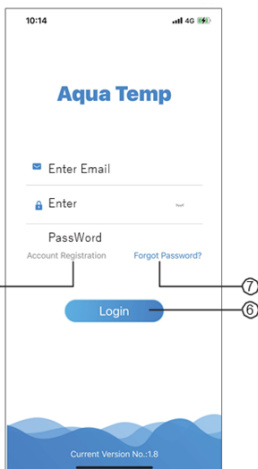 10:14 4G
Aqua Temp
Enter Email
Enter
PassWord
Account Registration Forgot Password?
⑦
Login ⑥
Current Version No.:1.8